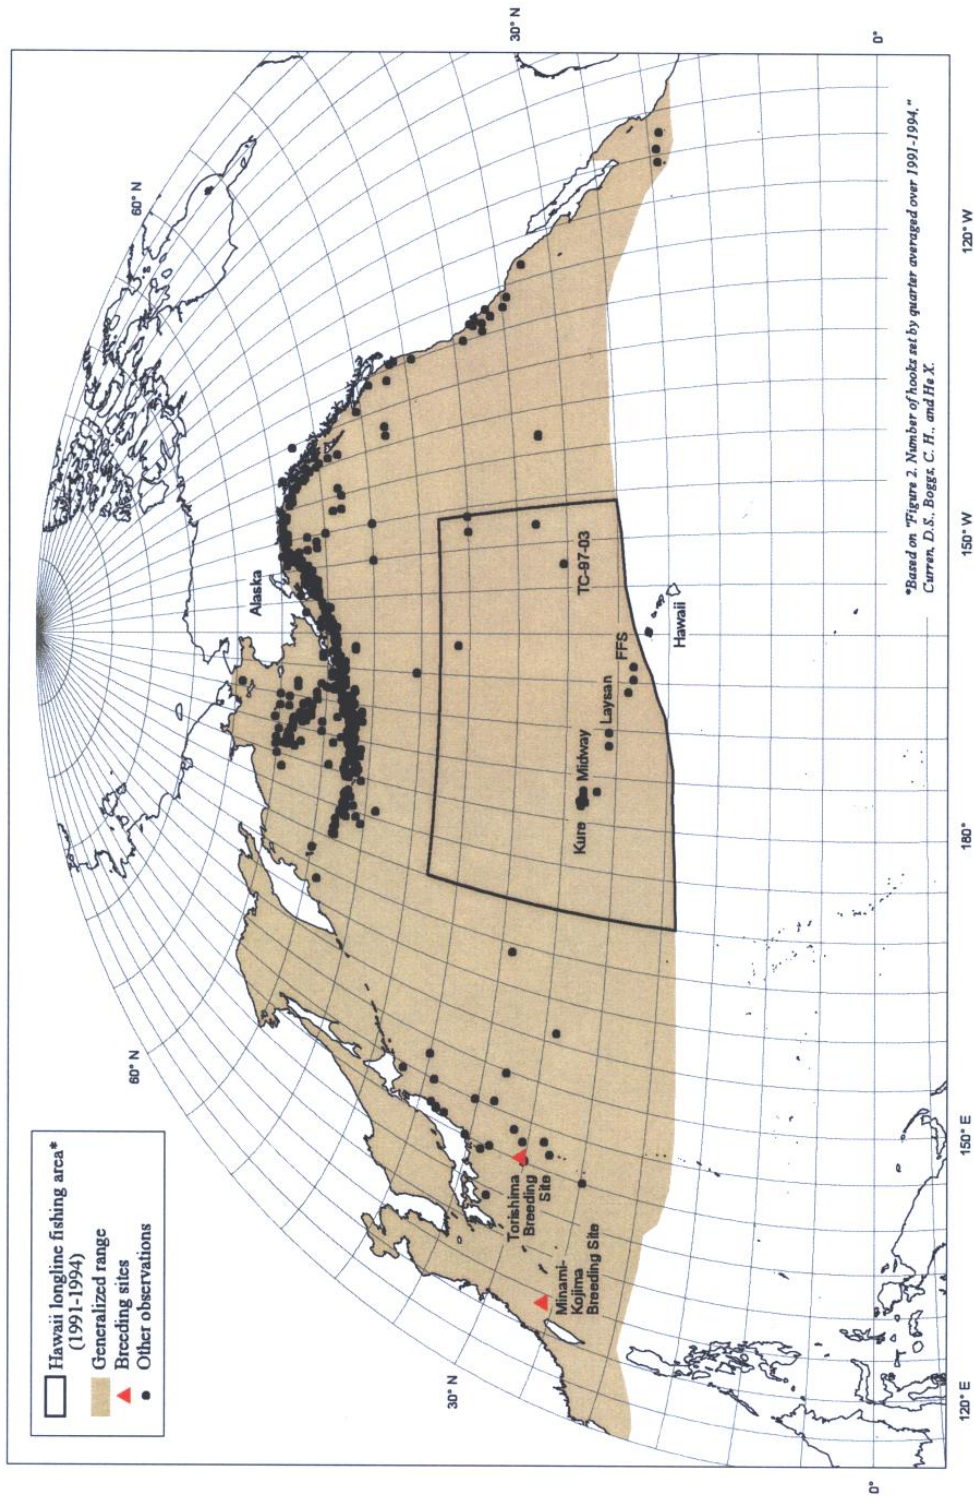 Hawaii longline fishing area*
(1991-1994)
Generalized range
Breeding sites
Other observations
60° N
60° N
30° N
30° N
0°
0°
120° E
150° E
180°
150° W
120° W
Alaska
Kure
Midway
Laysan
FFS
TC-97-03
Hawaii
Torishima
Breeding
Site
Minami-
Kojima
Breeding Site
*Based on "Figure 2. Number of hooks set by quarter averaged over 1991-1994."
Curren, D.S., Boggs, C. H., and He X.